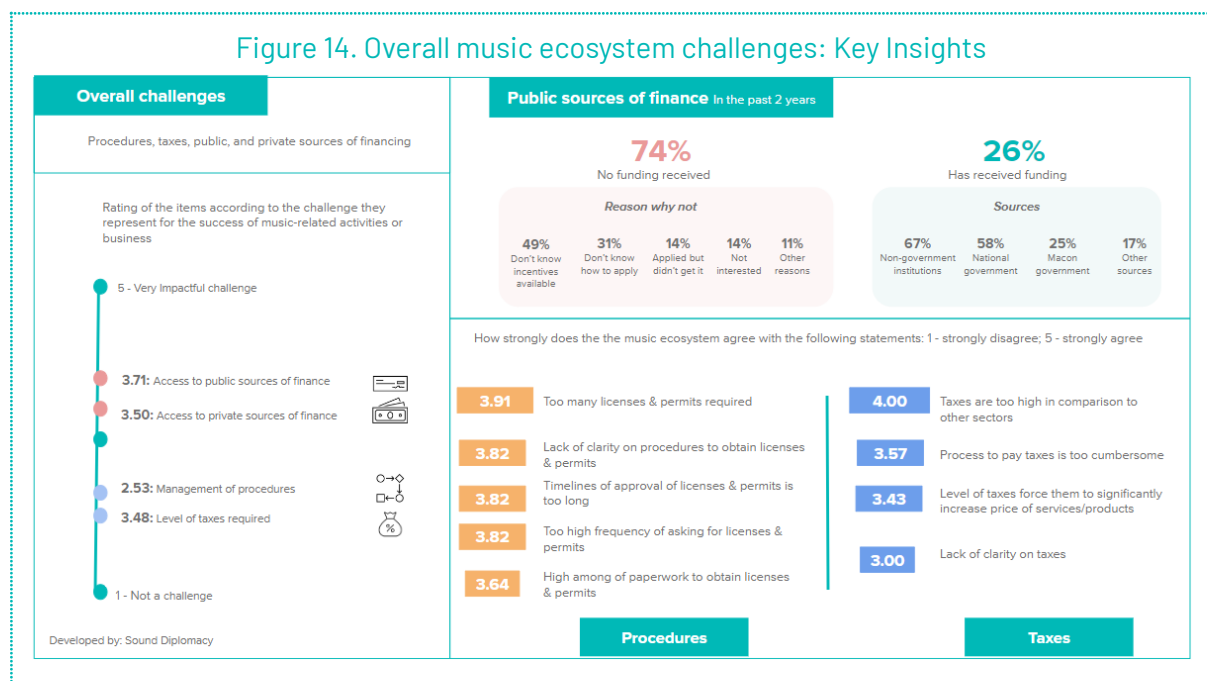 Figure 14. Overall music ecosystem challenges: Key Insights
Overall challenges
Procedures, taxes, public, and private sources of financing
Rating of the items according to the challenge they
represent for the success of music-related activities or
business
5 - Very Impactful challenge
3.71: Access to public sources of finance
3.50: Access to private sources of finance
2.53: Management of procedures
3.48: Level of taxes required
%
1 - Not a challenge
Developed by: Sound Diplomacy
Public sources of finance In the past 2 years
74%
No funding received
Reason why not
49%
Don't know
incentives
available
31%
Don't know
how to apply
14%
Applied but
didn't get it
14%
Not
interested
11%
Other
reasons
26%
Has received funding
Sources
67%
Non-government
institutions
58%
National
government
25%
Macon
government
17%
Other
sources
How strongly does the the music ecosystem agree with the following statements: 1 - strongly disagree; 5 - strongly agree
3.91 Too many licenses & permits required
3.82 Lack of clarity on procedures to obtain licenses
& permits
3.82 Timelines of approval of licenses & permits is
too long
3.82 Too high frequency of asking for licenses &
permits
3.64 High among of paperwork to obtain licenses
& permits
Procedures
4.00 Taxes are too high in comparison to
other sectors
3.57 Process to pay taxes is too cumbersome
3.43 Level of taxes force them to significantly
increase price of services/products
3.00 Lack of clarity on taxes
Taxes